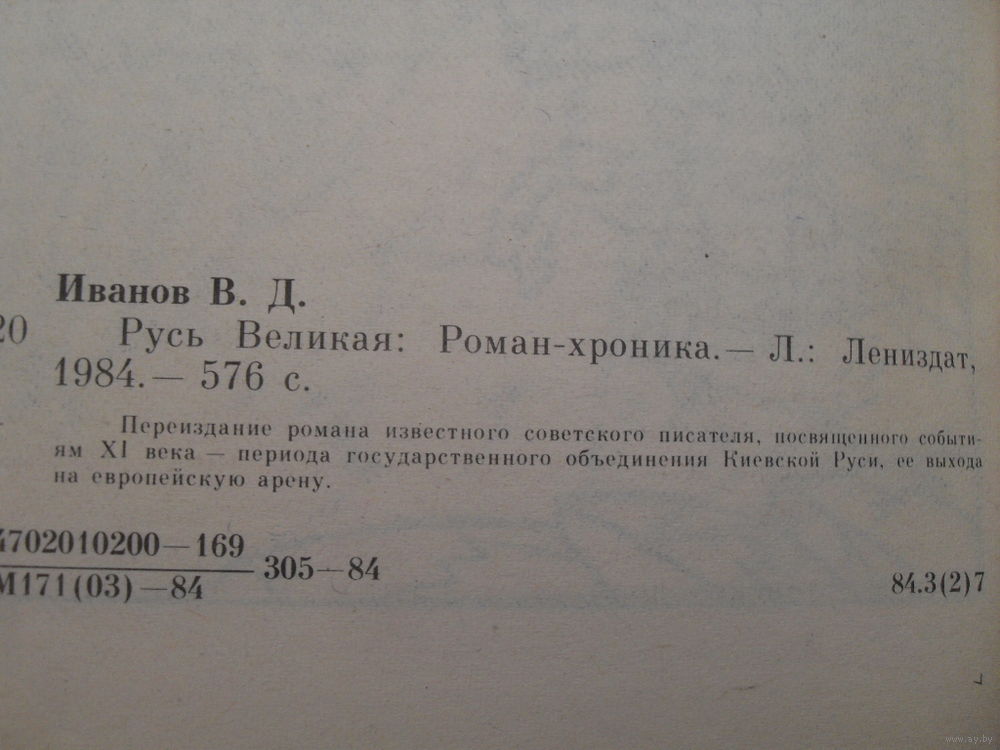 Иванов В. Д.
20 Русь Великая: Роман-хроника.— Л.: Лениздат,
1984.— 576 с.
Переиздание романа известного советского писателя, посвященного событи-
ям XI века — периода государственного объединения Киевской Руси, ее выхода
на европейскую арену.
4702010200—169
М171(03)—84
305—84
84.3(2)7
www.ay.by